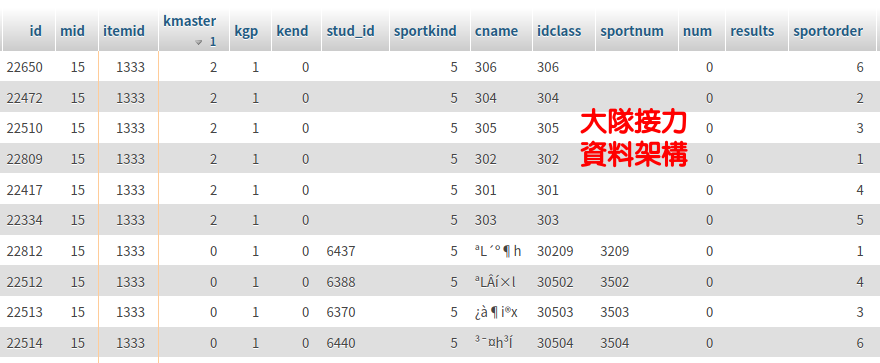 id mid itemid kmaster 1 kgp kend stud_id sportkind cname idclass sportnum num results sportorder
22650 15 1333 2 1 0 5 306 306 0 6
22472 15 1333 2 1 0 5 304 304 0 2
大隊接力
22510 15 1333 2 1 0 5 305 305 0 3
資料架構
22809 15 1333 2 1 0 5 302 302 0 1
22417 15 1333 2 1 0 5 301 301 0 4
22334 15 1333 2 1 0 5 303 303 0 5
22812 15 1333 0 1 0 6437 5 ªL´º¶h 30209 3209 0 1
22512 15 1333 0 1 0 6388 5 ªLÂí×l 30502 3502 0 4
22513 15 1333 0 1 0 6370 5 ¿à¶i®x 30503 3503 0 3
22514 15 1333 0 1 0 6440 5 ³¯¤h³Í 30504 3504 0 6